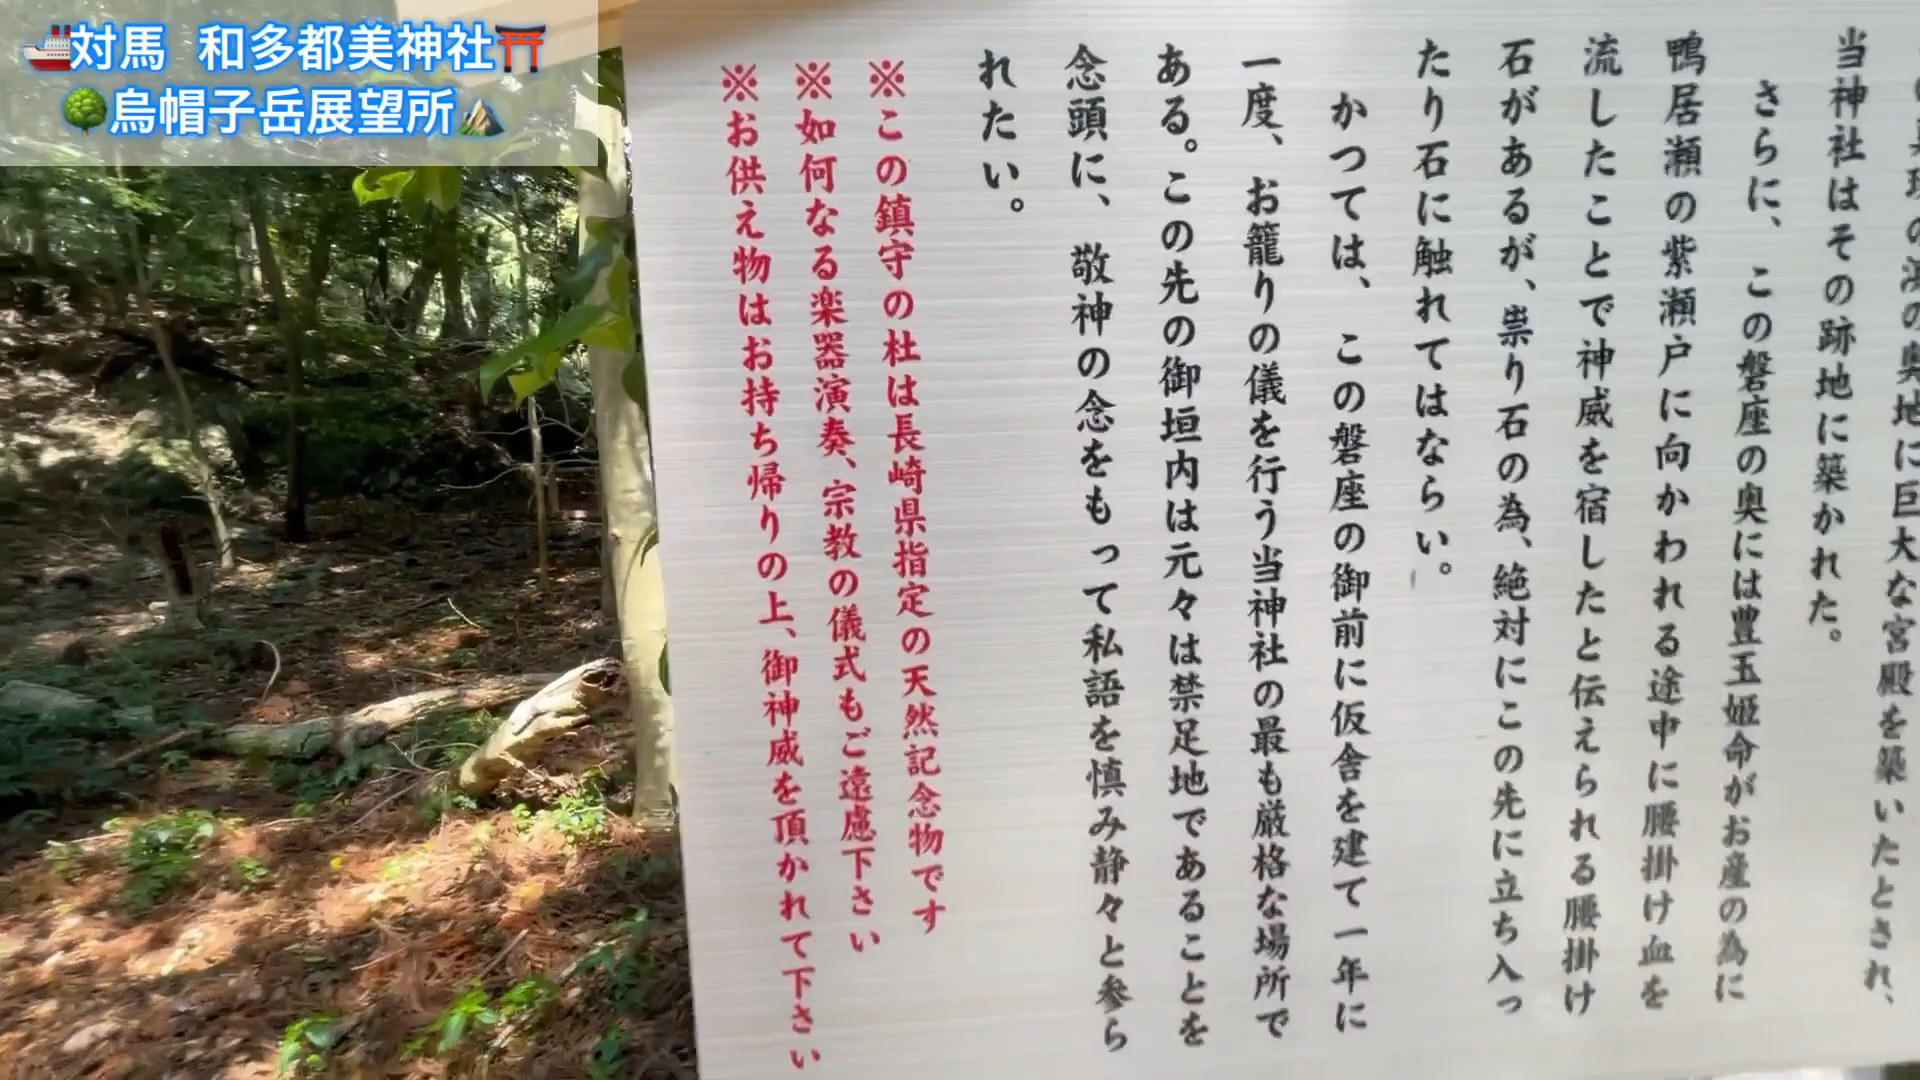 対馬 和多都美神社
烏帽子岳展望所
の奥地に巨大な宮殿を築いたとされ、
当神社はその跡地に築かれた。
さらに、この磐座の奥には豊玉姫命がお産の為に
鴨居瀬の紫瀬戸に向かわれる途中に腰掛け血を
流したことで神威を宿したと伝えられる腰掛け
石があるが、祟り石の為、絶対にこの先に立ち入っ
たり石に触れてはならい。
かつては、この磐座の御前に仮舎を建て一年に
一度、お籠りの儀を行う当神社の最も厳格な場所で
ある。この先の御垣内は元々は禁足地であることを
念頭に、敬神の念をもって私語を慎み静々と参ら
れたい。
※この鎮守の杜は長崎県指定の天然記念物です
※如何なる楽器演奏、宗教の儀式もご遠慮下さい
※お供え物はお持ち帰りの上、御神威を頂かれて下さい